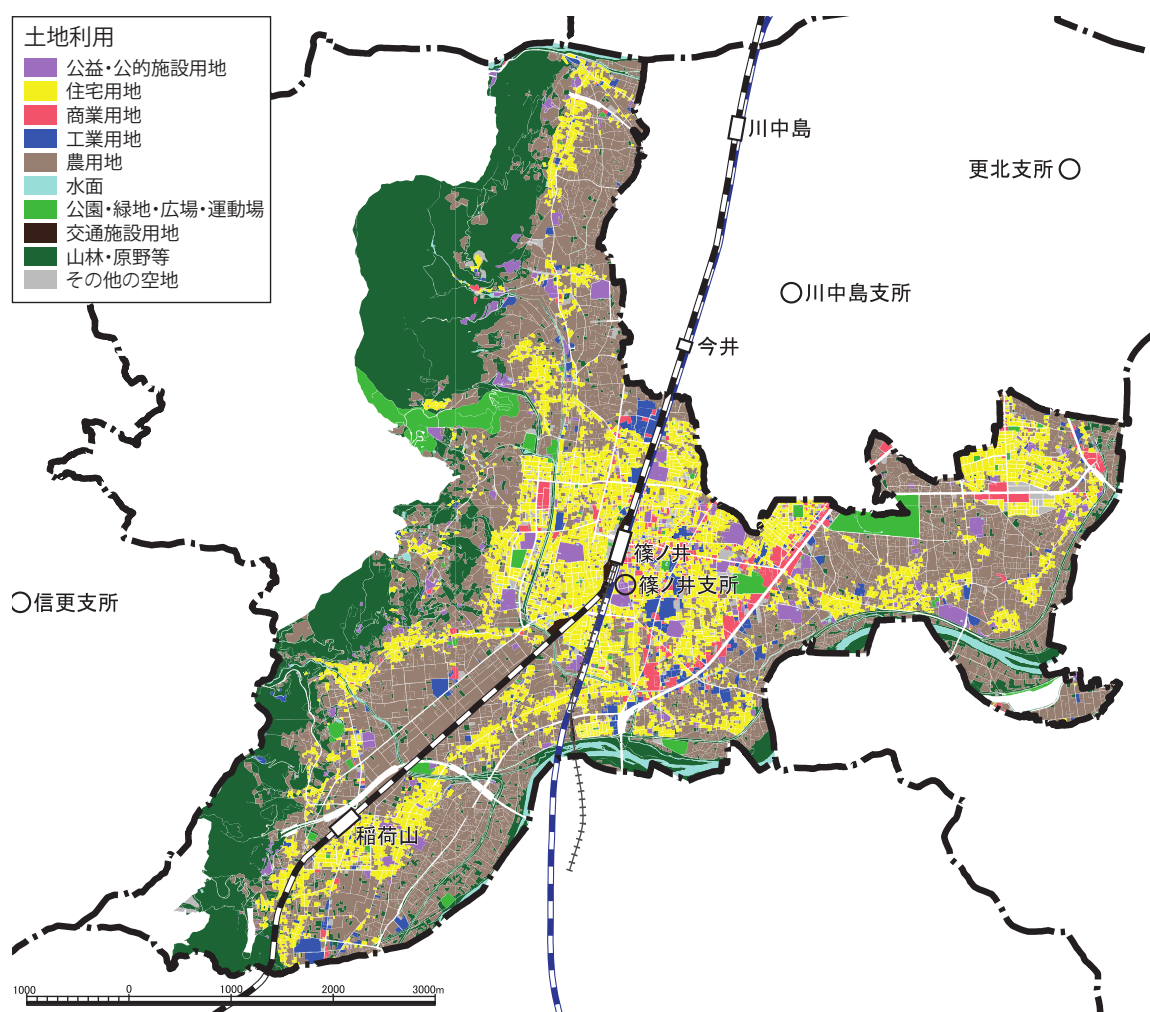 土地利用
公益・公的施設用地
住宅用地
商業用地
工業用地
農用地
水面
公園・緑地・広場・運動場
交通施設用地
山林・原野等
その他の空地
川中島
更北支所
川中島支所
今井
篠ノ井
篠ノ井支所
信更支所
稲荷山
1000 0 1000 2000 3000m